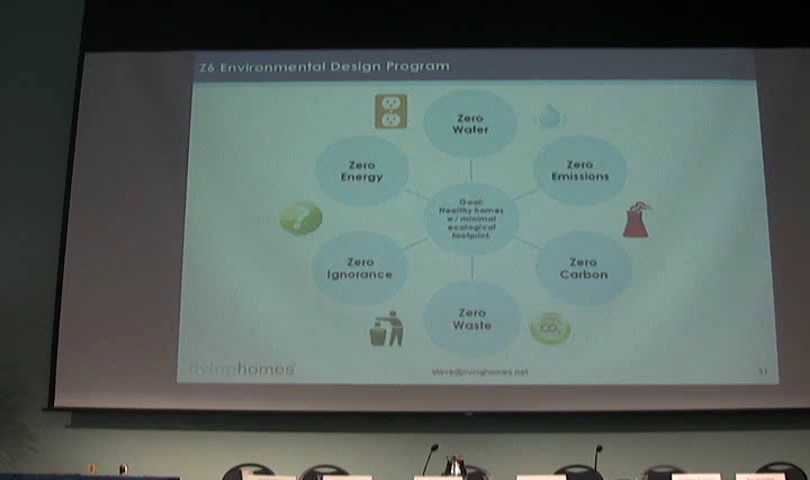 Z6 Environmental Design Program
Zero
Water
Zero
Energy
Zero
Emissions
Goal:
Healthy homes
w/ minimal
ecological
footprint.
Zero
Ignorance
Zero
Carbon
Zero
Waste
?
CO₂
livinghomes
steve@livinghomes.net